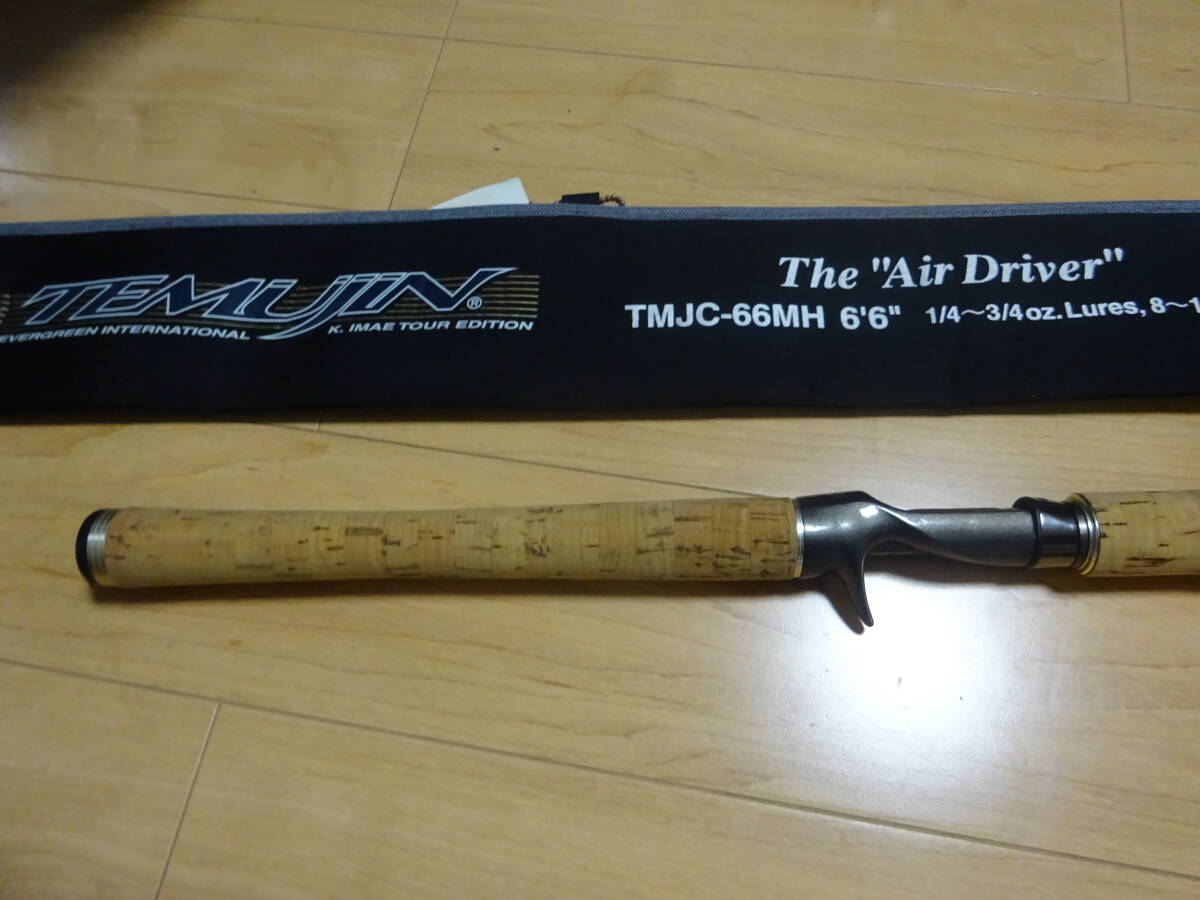 TEMUJIN®
EVERGREEN INTERNATIONAL K. IMAE TOUR EDITION
The "Air Driver"
TMJC-66MH 6'6" 1/4～3/4oz. Lures, 8～1